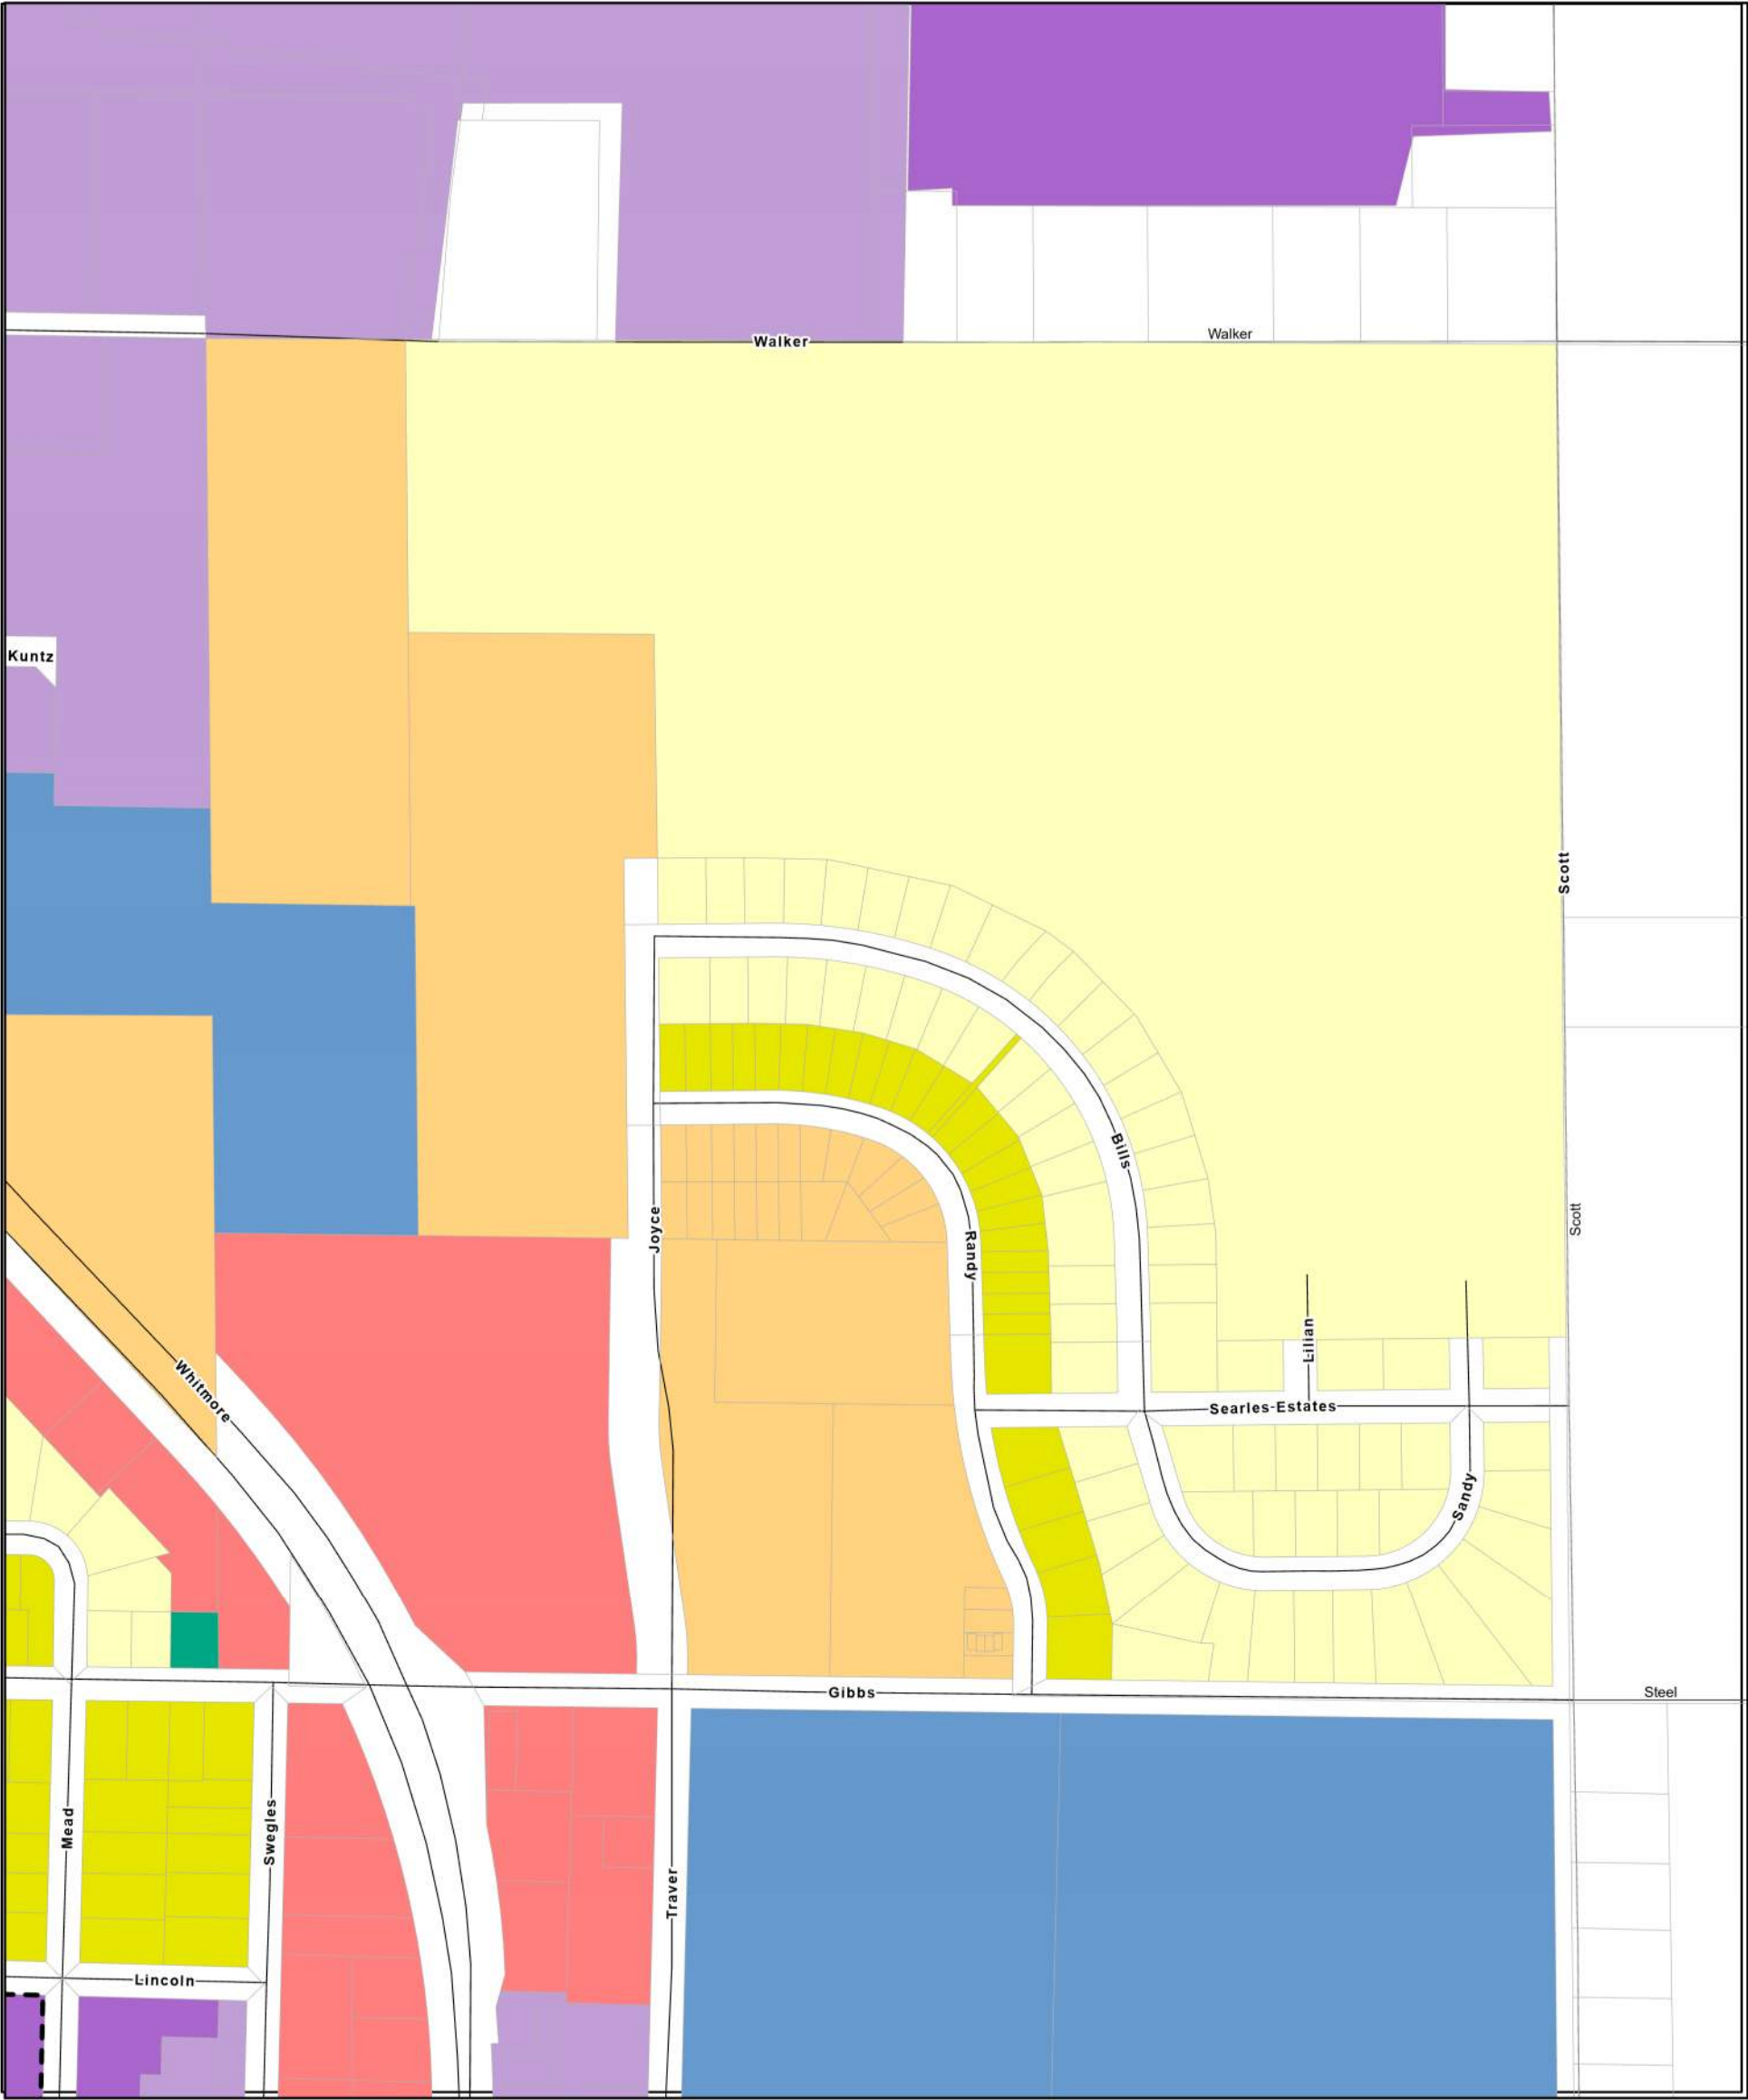 Walker
Walker
Kuntz
Scott
Bills
Scott
Joyce
Randy
Lilian
Whitmore
Searles-Estates
Sandy
Gibbs
Steel
Mead
Swegles
Traver
Lincoln